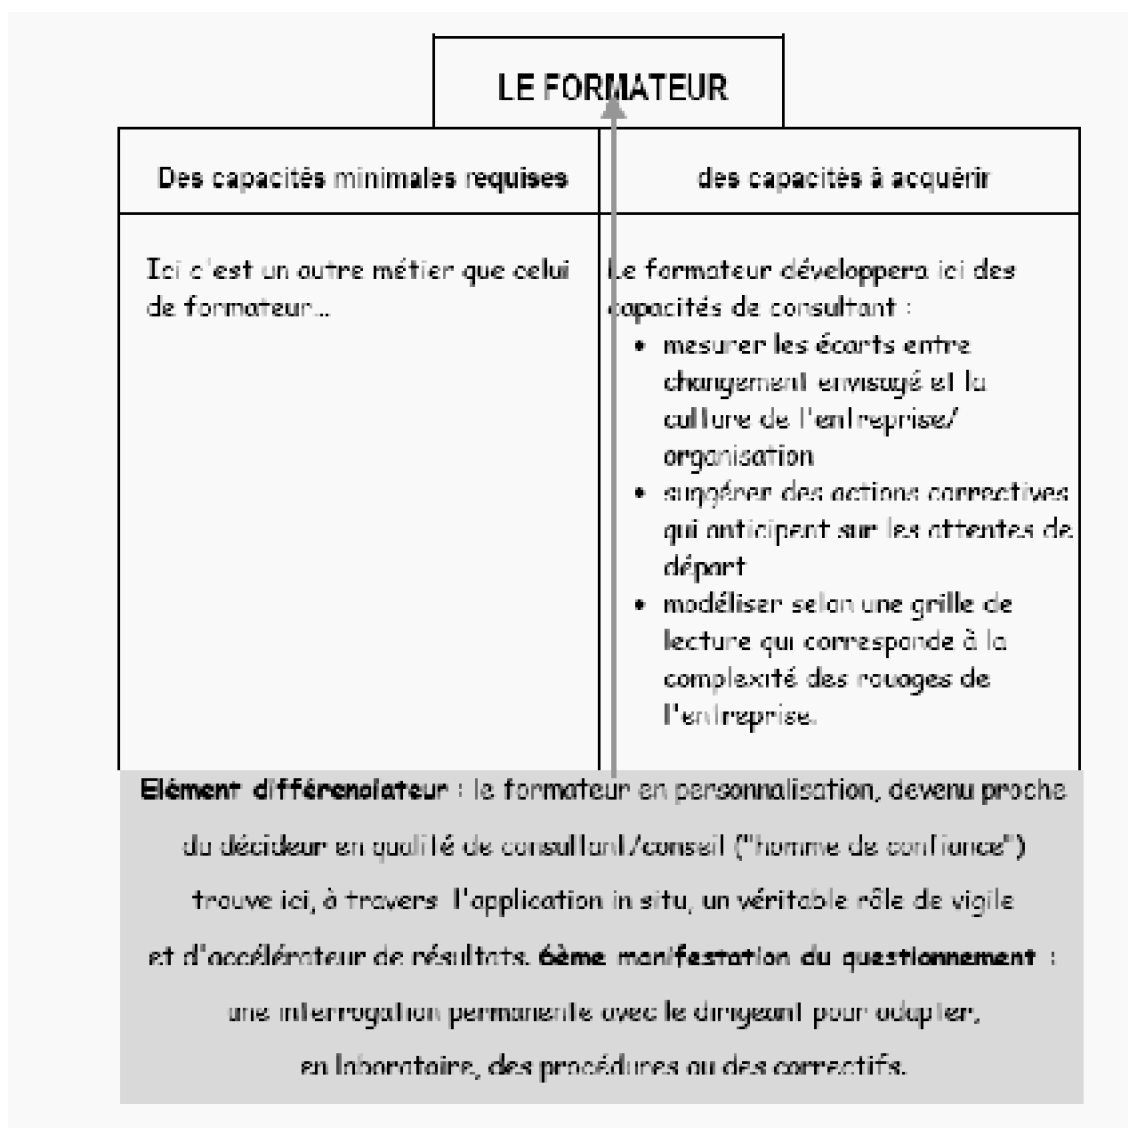 LE FORMATEUR
Des capacités minimales requises
des capacités à acquérir
Ici c'est un autre métier que celui
de formateur...
Le formateur développera ici des
capacités de consultant :
• mesurer les écarts entre
changement envisagé et la
culture de l'entreprise/
organisation
• suggérer des actions correctives
qui anticipent sur les attentes de
départ
• modéliser selon une grille de
lecture qui corresponde à la
complexité des rouages de
l'entreprise.
Elément différenciateur : le formateur en personnalisation, devenu proche
du décideur en qualité de consultant/conseil ("homme de confiance")
trouve ici, à travers l'application in situ, un véritable rôle de vigile
et d'accélérateur de résultats. 6ème manifestation du questionnement :
une interrogation permanente avec le dirigeant pour adapter,
en laboratoire, des procédures ou des correctifs.